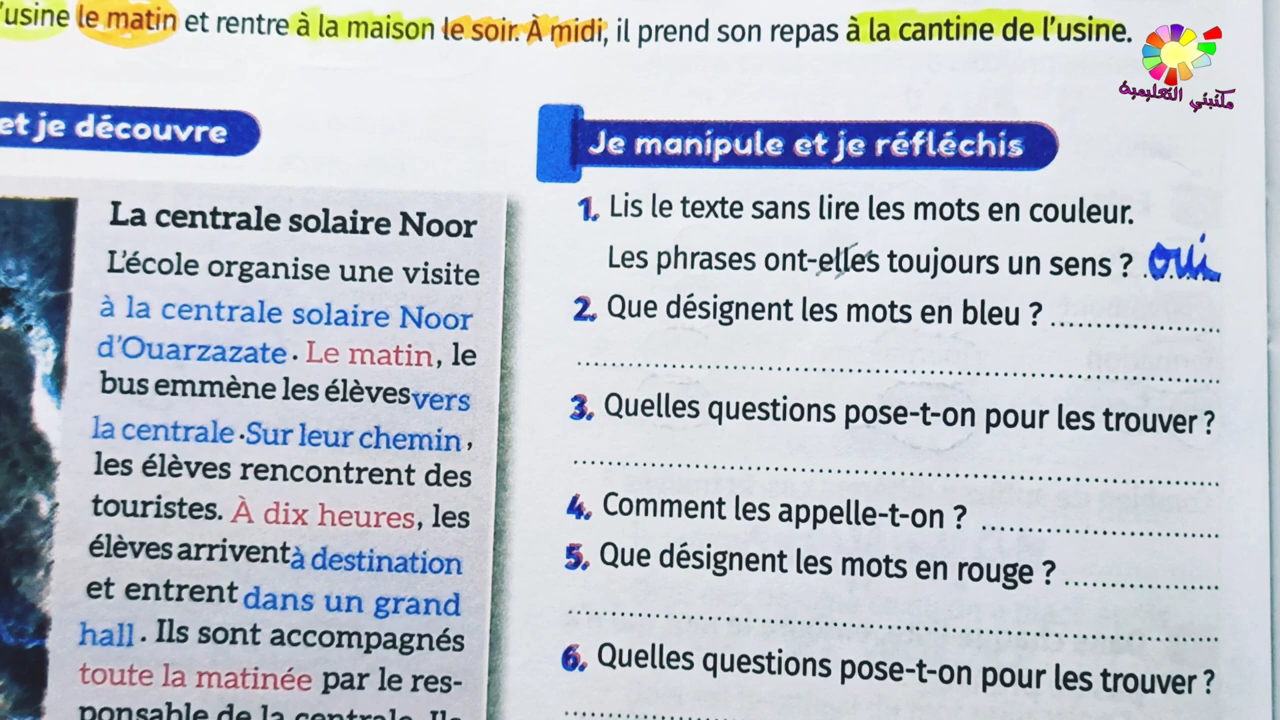 'usine le matin et rentre à la maison le soir. À midi, il prend son repas à la cantine de l'usine.
مكتبتي التعليمية
et je découvre
La centrale solaire Noor
L'école organise une visite
à la centrale solaire Noor
d'Ouarzazate. Le matin, le
bus emmène les élèves vers
la centrale. Sur leur chemin,
les élèves rencontrent des
touristes. À dix heures, les
élèves arrivent à destination
et entrent dans un grand
hall. Ils sont accompagnés
toute la matinée par le res-
ponsable de la centrale. Ils
Je manipule et je réfléchis
1. Lis le texte sans lire les mots en couleur.
Les phrases ont-elles toujours un sens ? oui
2. Que désignent les mots en bleu ? ....................
................................................................
3. Quelles questions pose-t-on pour les trouver ?
................................................................
4. Comment les appelle-t-on ? ............................
5. Que désignent les mots en rouge ? ..................
................................................................
6. Quelles questions pose-t-on pour les trouver ?
................................................................